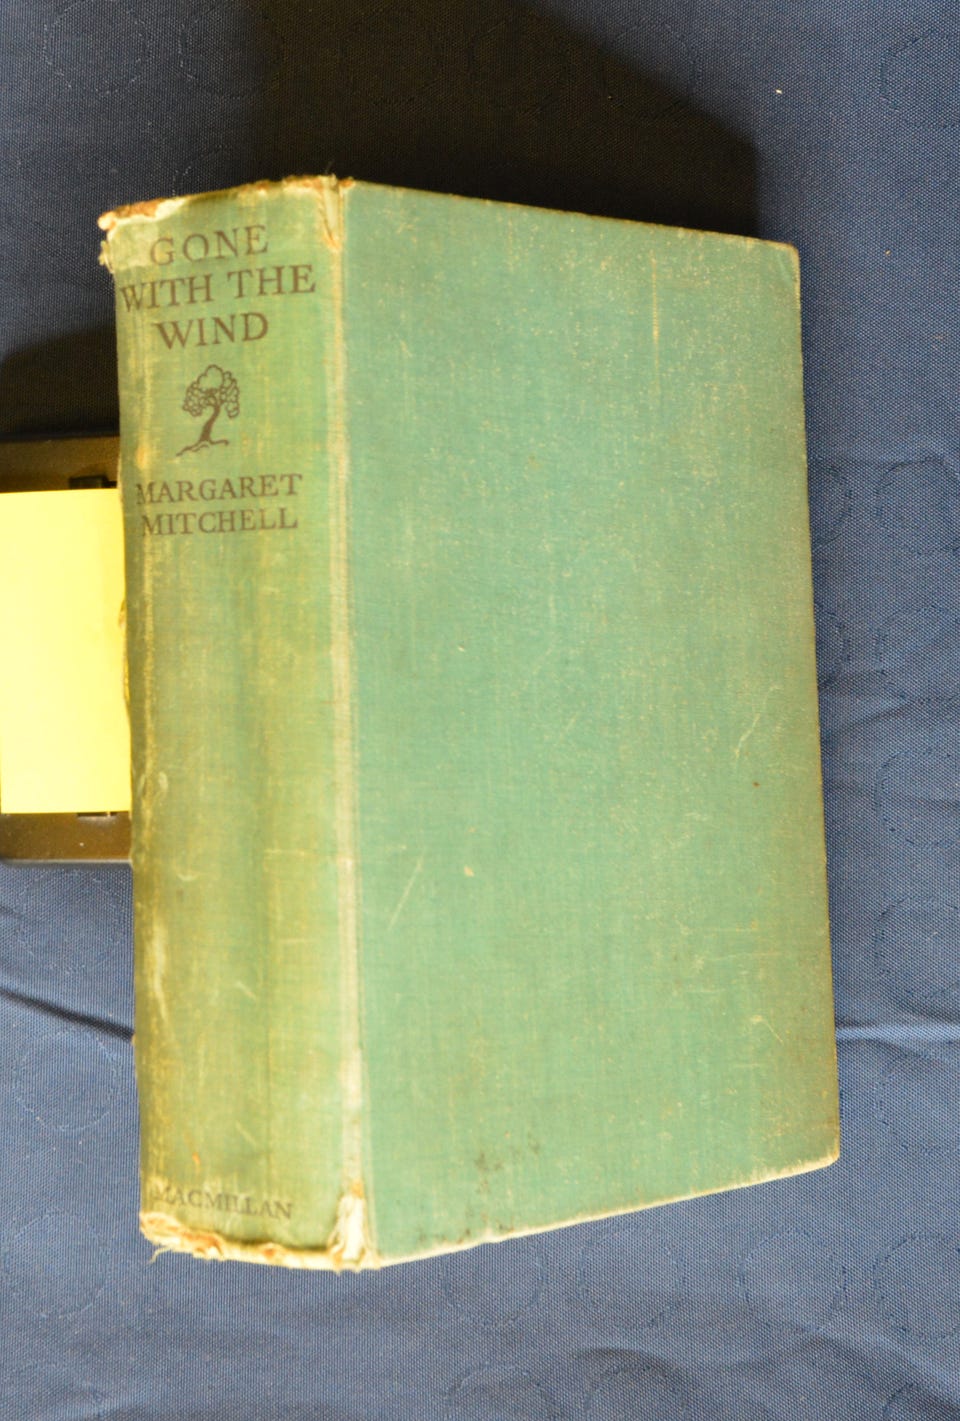 GONE
WITH THE
WIND
MARGARET
MITCHELL
MACMILLAN